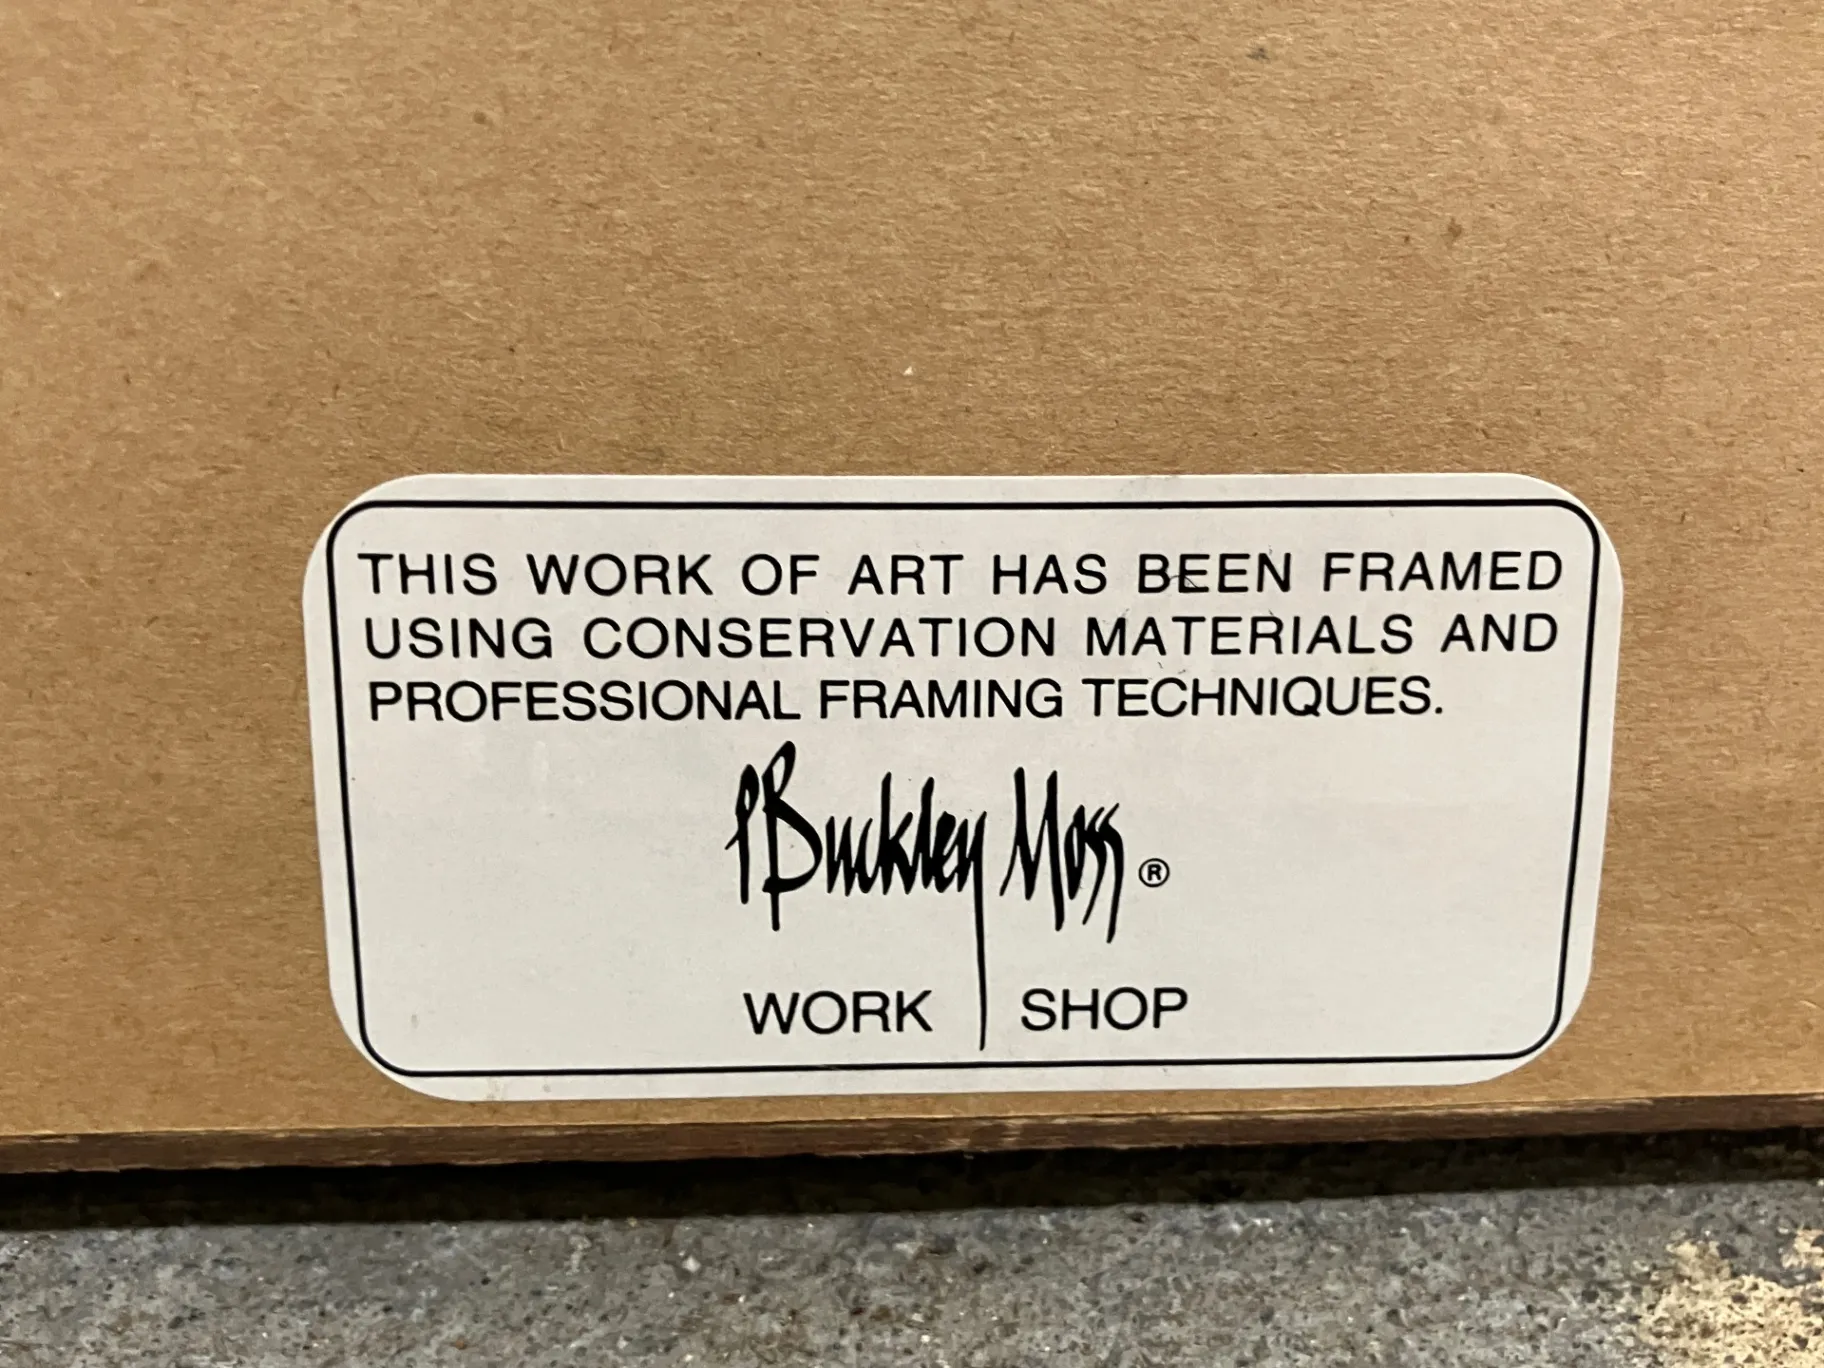 THIS WORK OF ART HAS BEEN FRAMED
USING CONSERVATION MATERIALS AND
PROFESSIONAL FRAMING TECHNIQUES.
P Buckley Moss ®
WORK SHOP